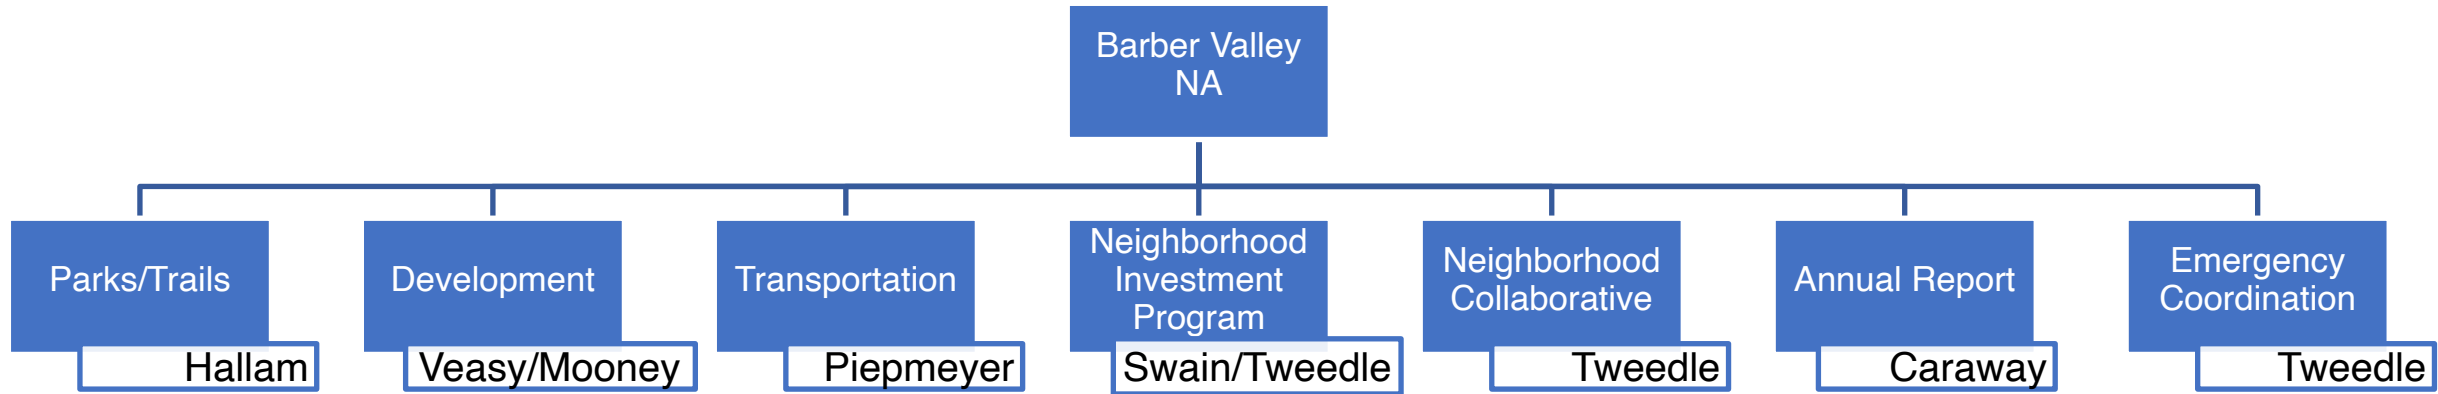 Barber Valley
NA
Parks/Trails
Hallam
Development
Veasy/Mooney
Transportation
Piepmeyer
Neighborhood
Investment
Program
Swain/Tweedle
Neighborhood
Collaborative
Tweedle
Annual Report
Caraway
Emergency
Coordination
Tweedle